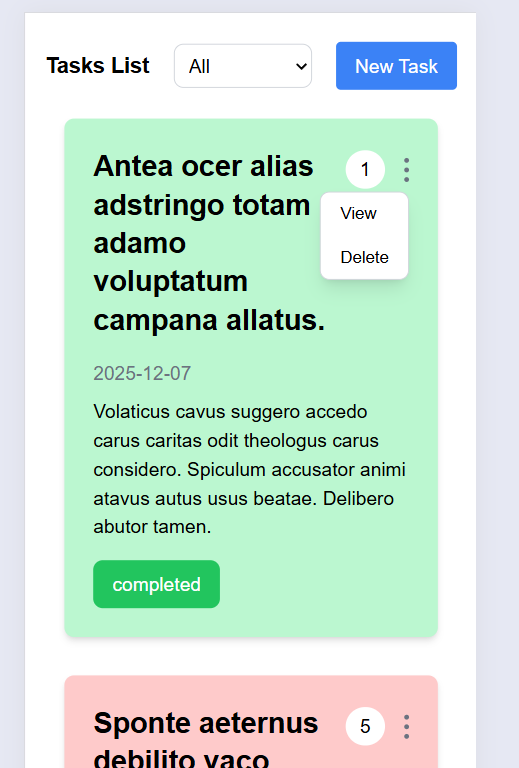 Tasks List
All
New Task
Antea ocer alias
adstringo totam
adamo
voluptatum
campana allatus.
1
View
Delete
2025-12-07
Volaticus cavus suggero accedo
carus caritas odit theologus carus
considero. Spiculum accusator animi
atavus autus usus beatae. Delibero
abutor tamen.
completed
Sponte aeternus
debilito vaco
5